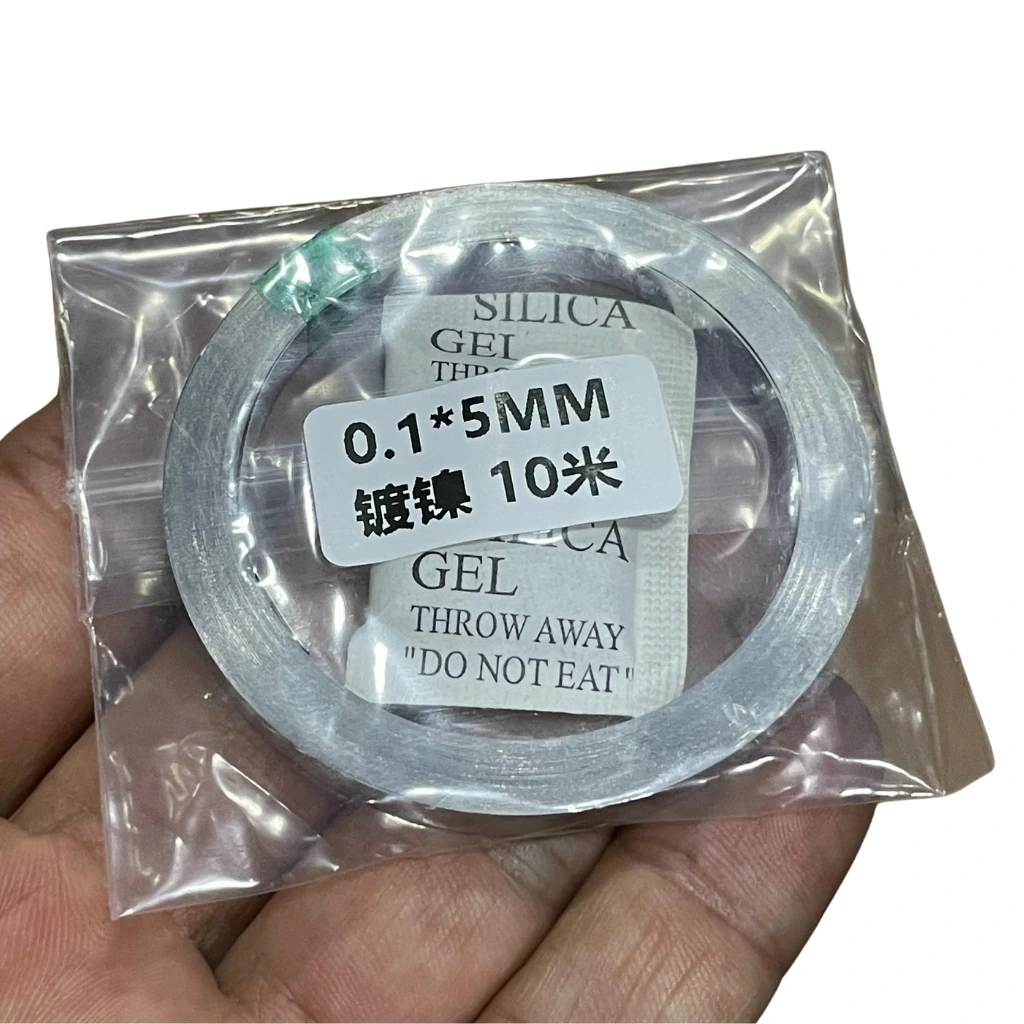 SILICA
GEL
0.1*5MM
镀镍 10米
GEL
THROW AWAY
"DO NOT EAT"